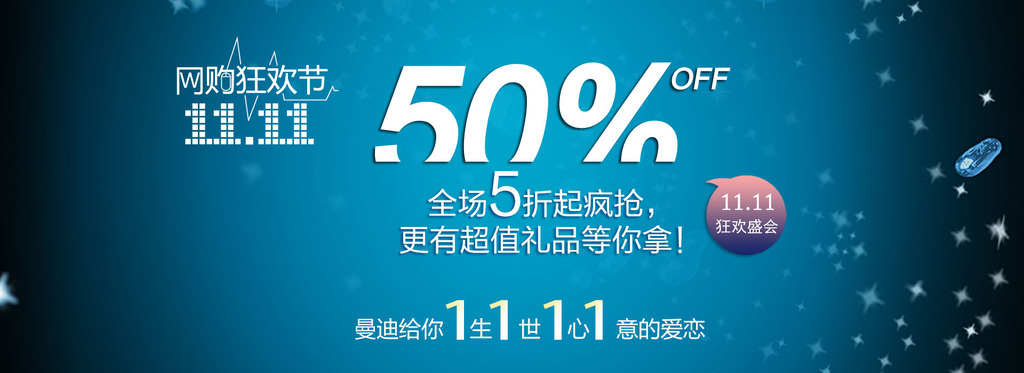 网购狂欢节
11.11
50% OFF
全场5折起疯抢，
更有超值礼品等你拿！
11.11
狂欢盛会
曼迪给你1生1世1心1意的爱恋